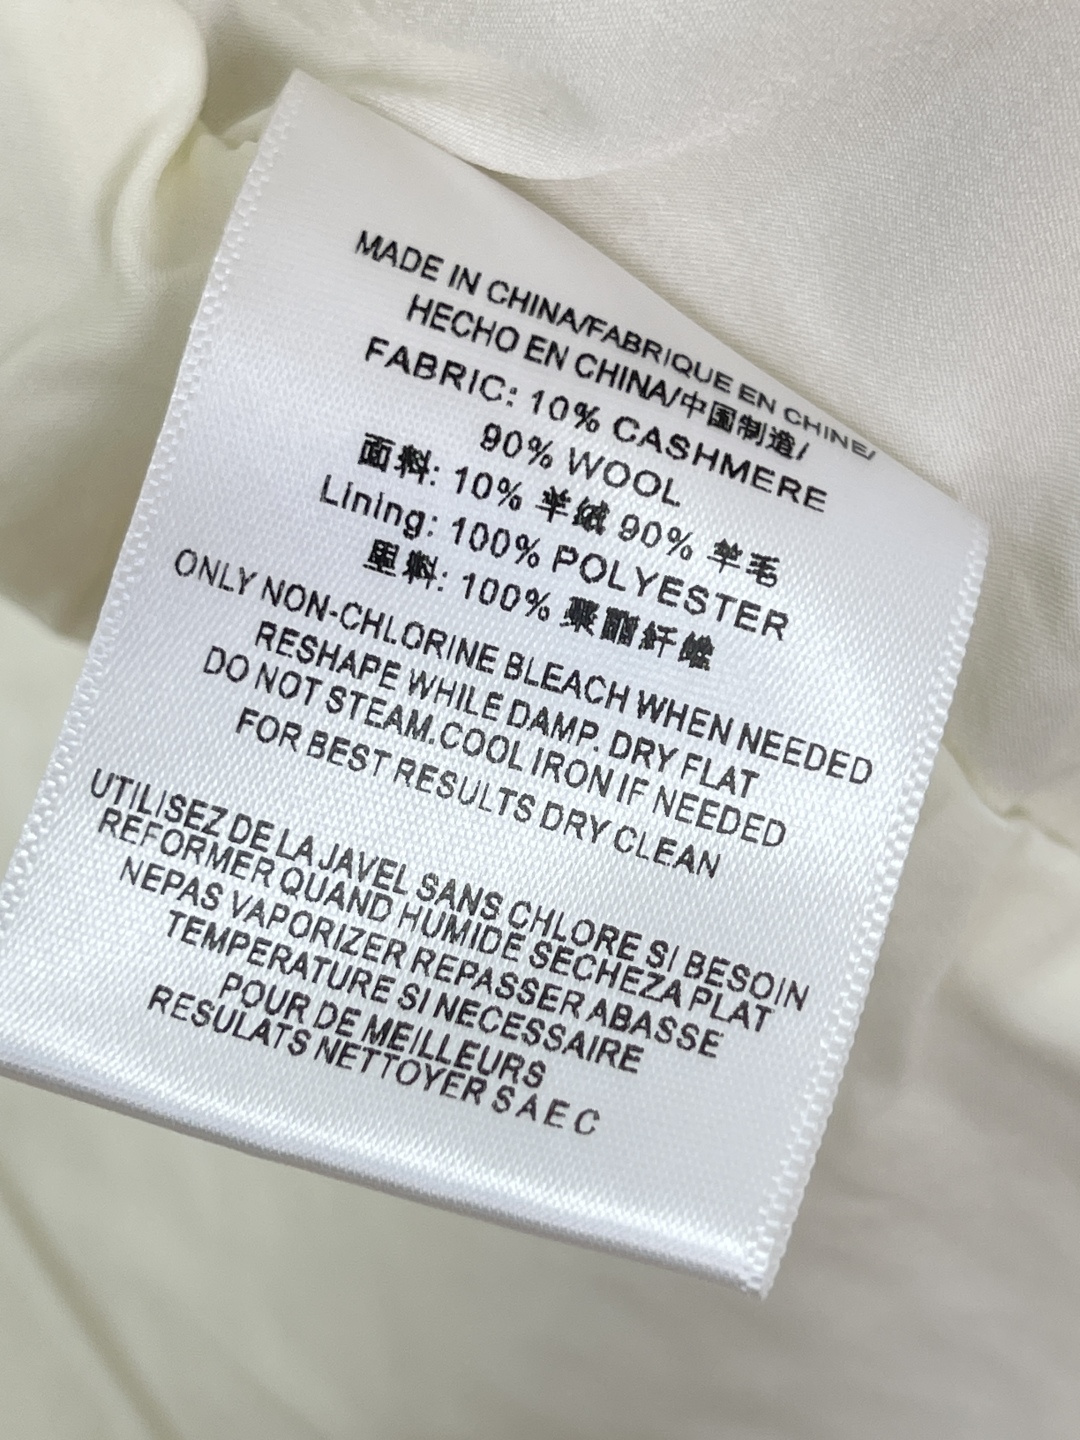 MADE IN CHINA/FABRIQUE EN CHINE/
HECHO EN CHINA/中国制造/
FABRIC: 10% CASHMERE
90% WOOL
面料: 10% 羊绒 90% 羊毛
Lining: 100% POLYESTER
里料: 100% 聚酯纤维
ONLY NON-CHLORINE BLEACH WHEN NEEDED
RESHAPE WHILE DAMP. DRY FLAT
DO NOT STEAM.COOL IRON IF NEEDED
FOR BEST RESULTS DRY CLEAN
UTILISEZ DE LA JAVEL SANS CHLORE SI BESOIN
REFORMER QUAND HUMIDE SECHEZA PLAT
NEPAS VAPORIZER REPASSER ABASSE
TEMPERATURE SI NECESSAIRE
POUR DE MEILLEURS
RESULATS NETTOYER S A E C